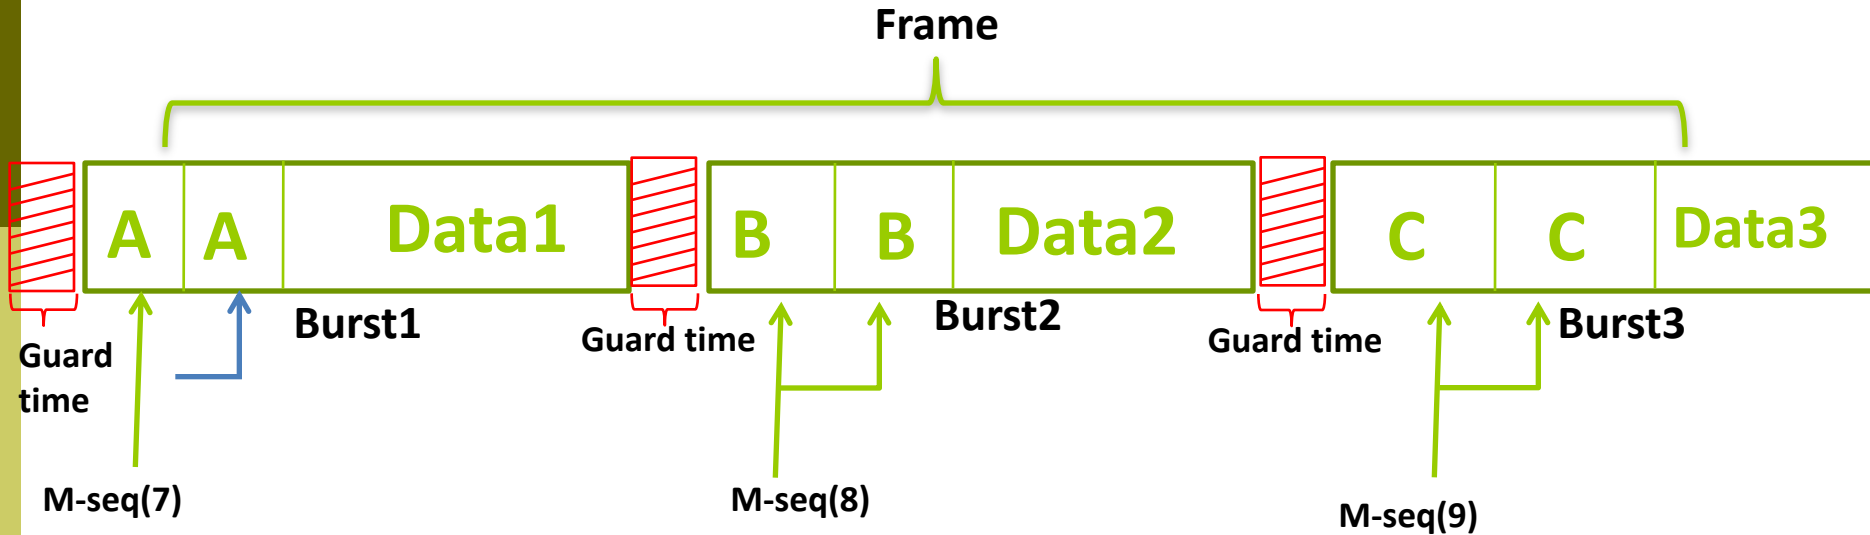 Frame
A A Data1 B B Data2 C C Data3
Burst1 Burst2 Burst3
Guard
time
Guard time
Guard time
M-seq(7) M-seq(8) M-seq(9)